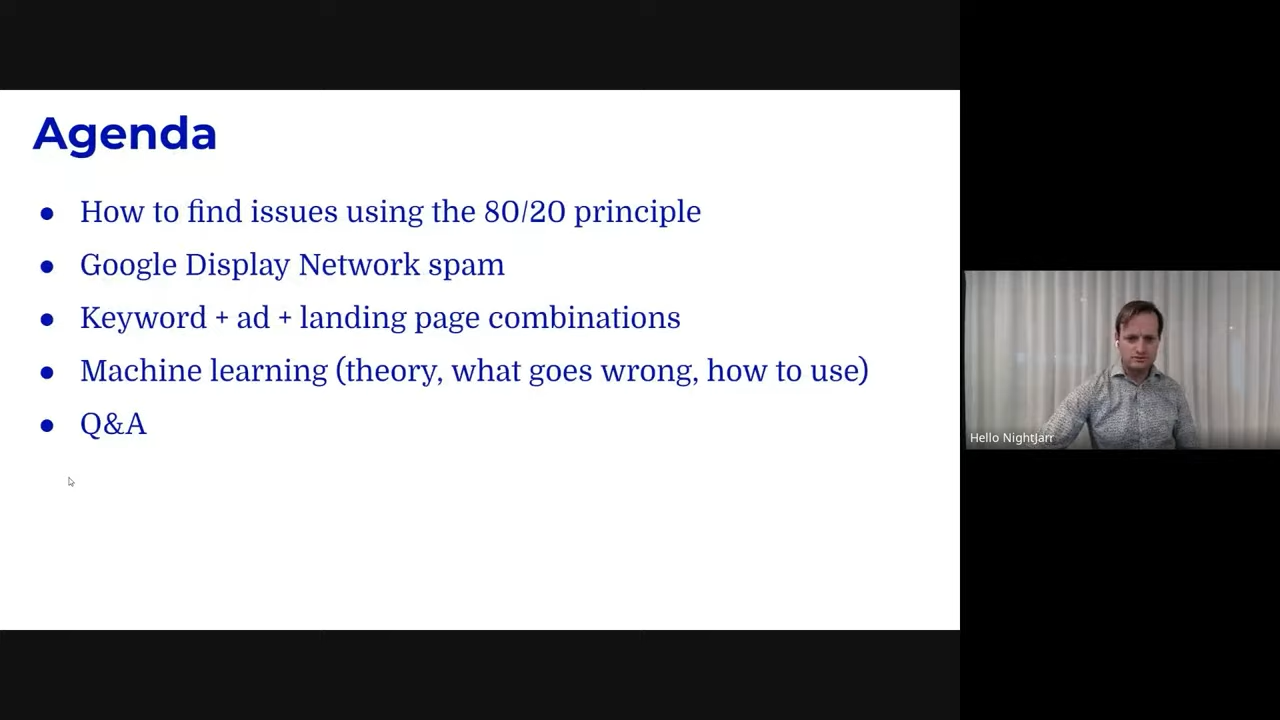 Agenda
● How to find issues using the 80/20 principle
● Google Display Network spam
● Keyword + ad + landing page combinations
● Machine learning (theory, what goes wrong, how to use)
● Q&A
Hello NightJarr